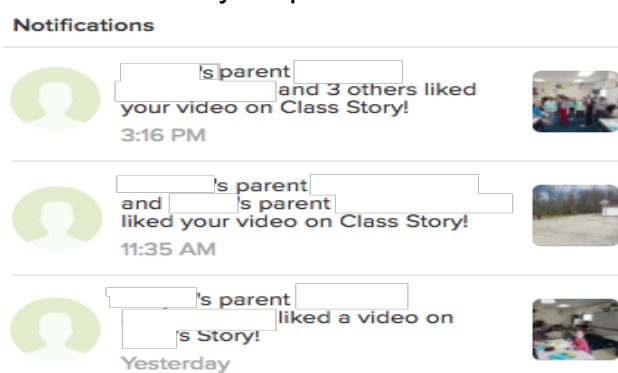 Notifications
's parent
and 3 others liked
your video on Class Story!
3:16 PM
's parent
and 's parent
liked your video on Class Story!
11:35 AM
's parent
liked a video on
's Story!
Yesterday